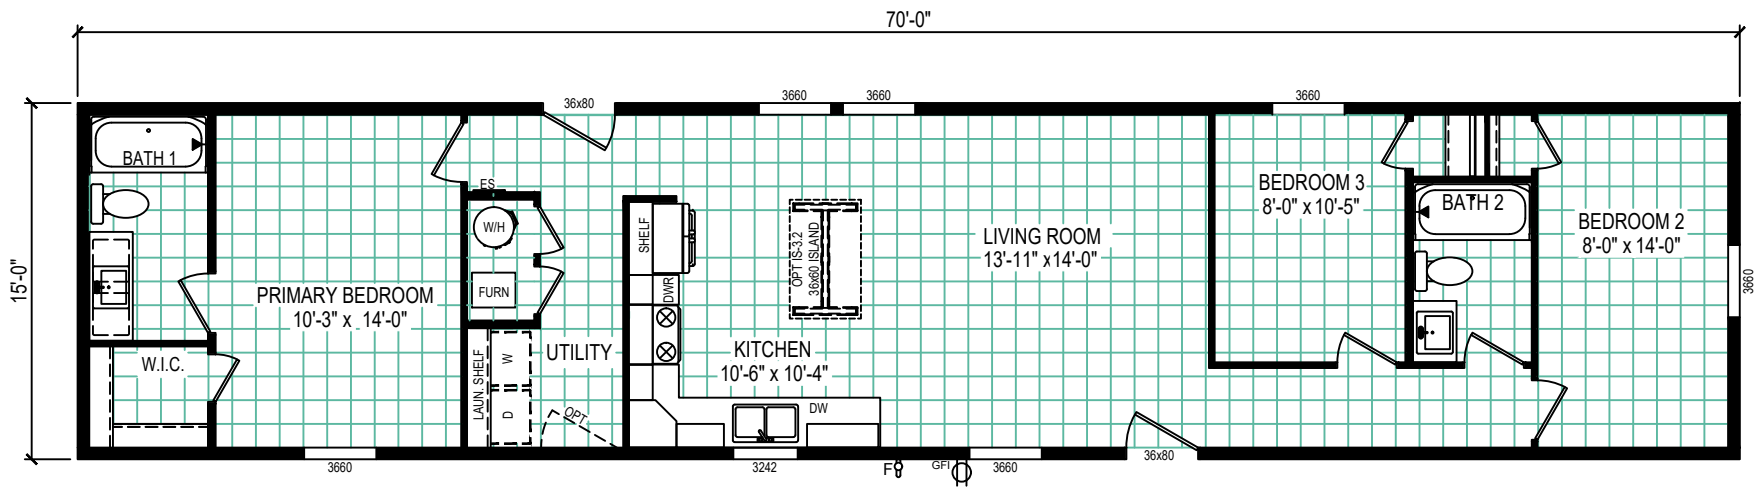 70'-0"
36x80
3660
3660
3660
15'-0"
BATH 1
ES
W/H
FURN
PRIMARY BEDROOM
10'-3" x 14'-0"
W.I.C.
LAUN SHELF
W
D
UTILITY
OPT.
SHELF
DWR
OPT IS-3.2
36x60 ISLAND
KITCHEN
10'-6" x 10'-4"
DW
LIVING ROOM
13'-11" x14'-0"
BEDROOM 3
8'-0" x 10'-5"
BATH 2
BEDROOM 2
8'-0" x 14'-0"
3660
3660
3242
F
GFI
3660
36x80